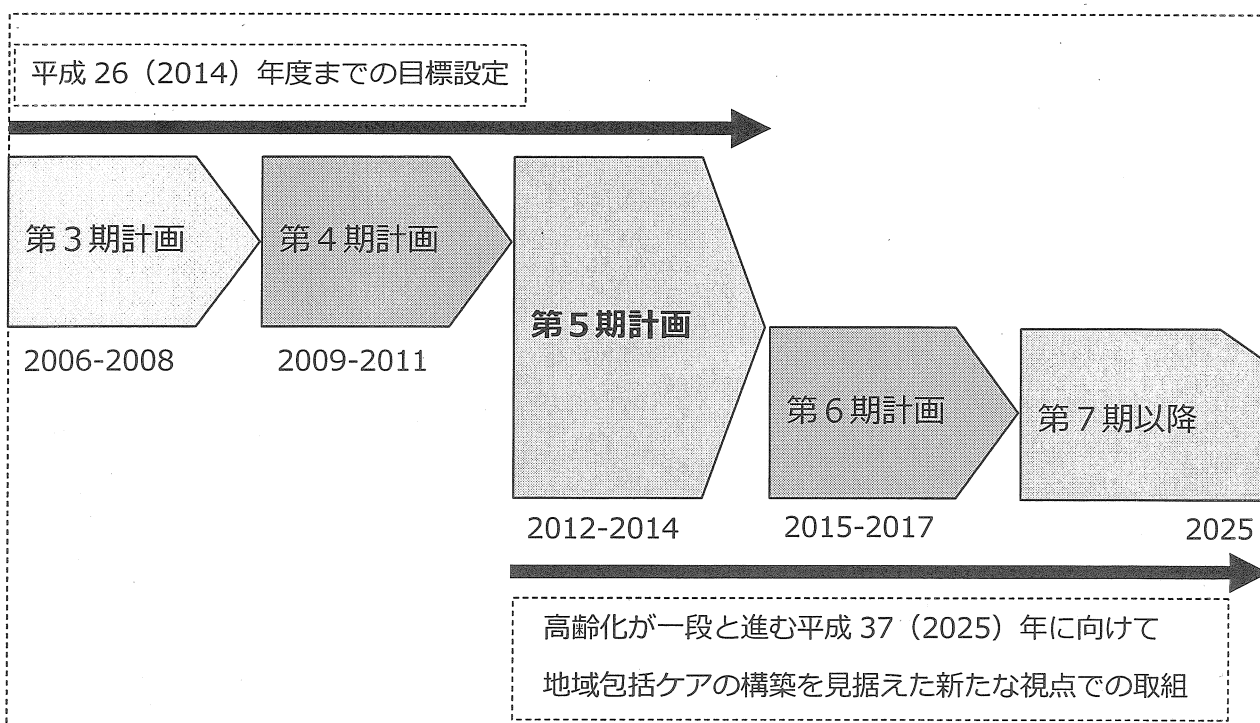 平成 26（2014）年度までの目標設定
第３期計画
第４期計画
第５期計画
第６期計画
第７期以降
2006-2008
2009-2011
2012-2014
2015-2017
2025
高齢化が一段と進む平成 37（2025）年に向けて
地域包括ケアの構築を見据えた新たな視点での取組